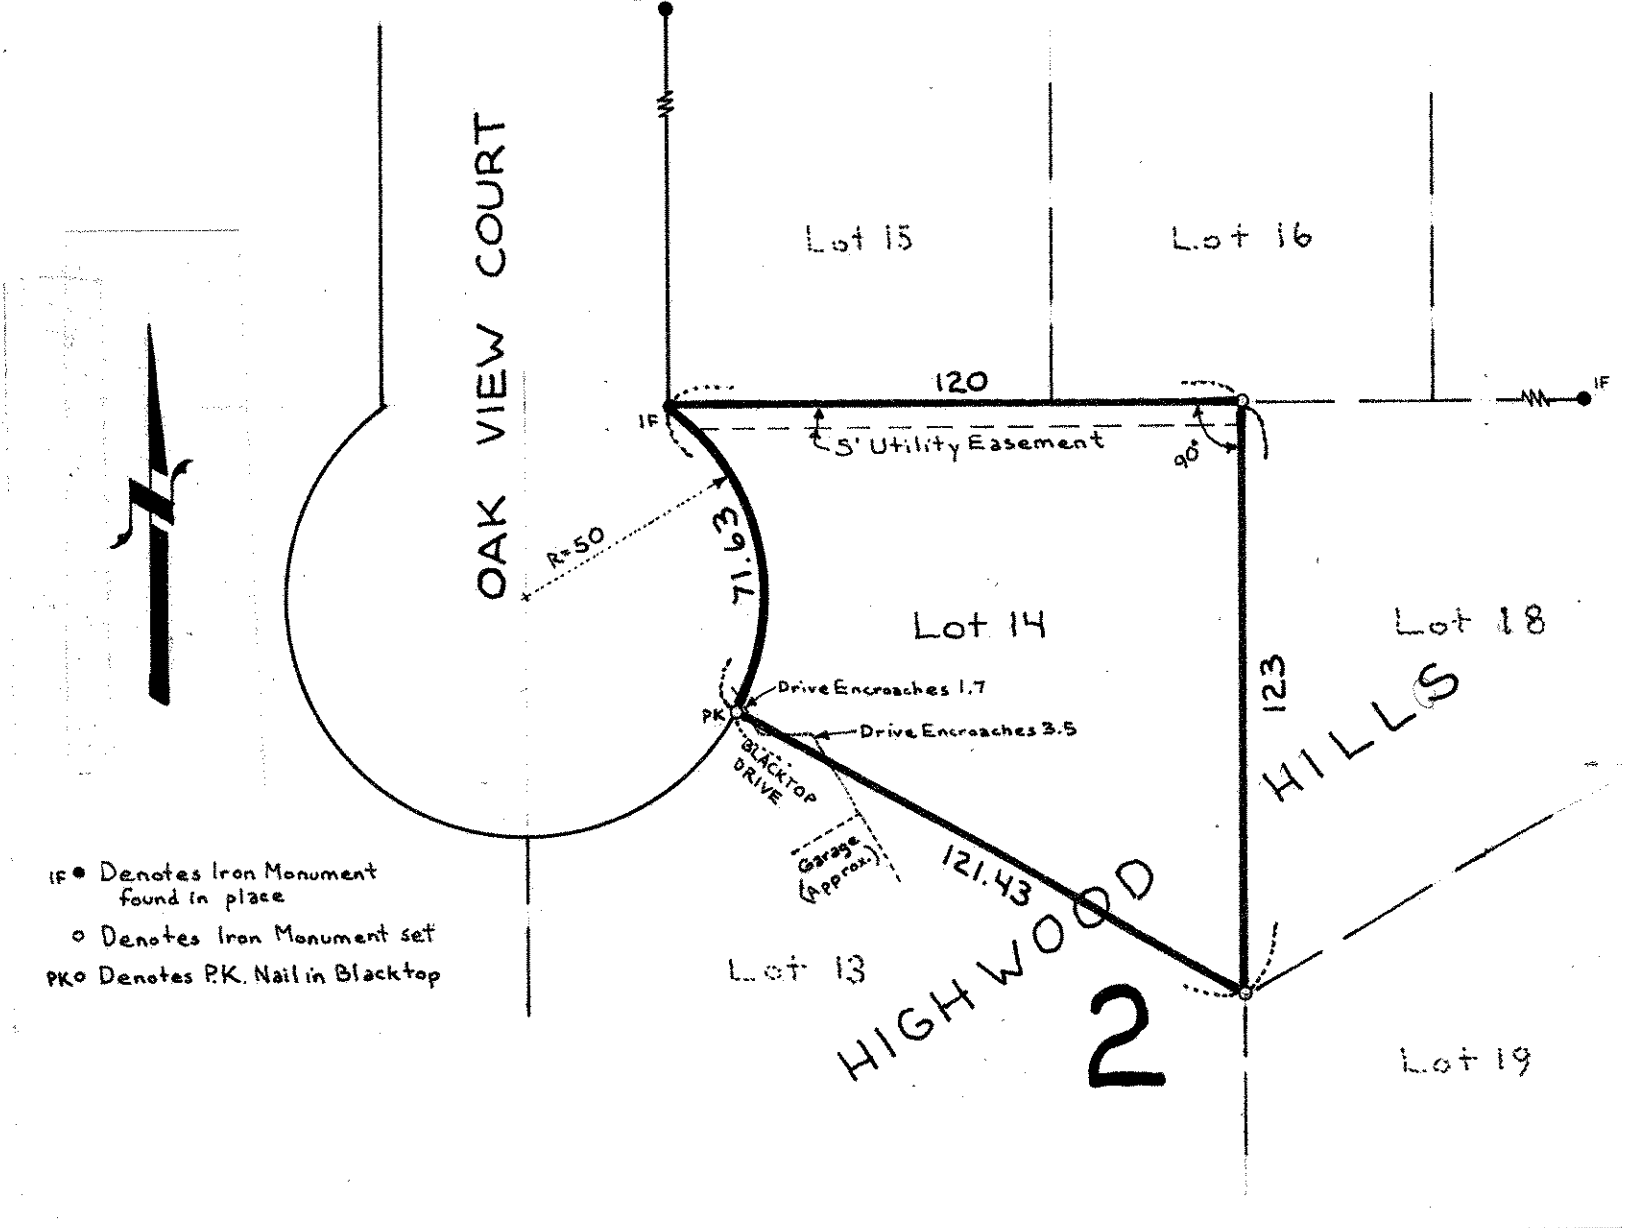 OAK VIEW COURT
Lot 15
Lot 16
120
IF
IF
5' Utility Easement
90°
R=50
71.63
Lot 14
Lot 18
123
Drive Encroaches 1.7
PK
Drive Encroaches 3.5
BLACKTOP
DRIVE
Garage
(Approx.)
121.43
HIGHWOOD HILLS
IF ● Denotes Iron Monument
found in place
○ Denotes Iron Monument set
PK○ Denotes P.K. Nail in Blacktop
Lot 13
2
Lot 19